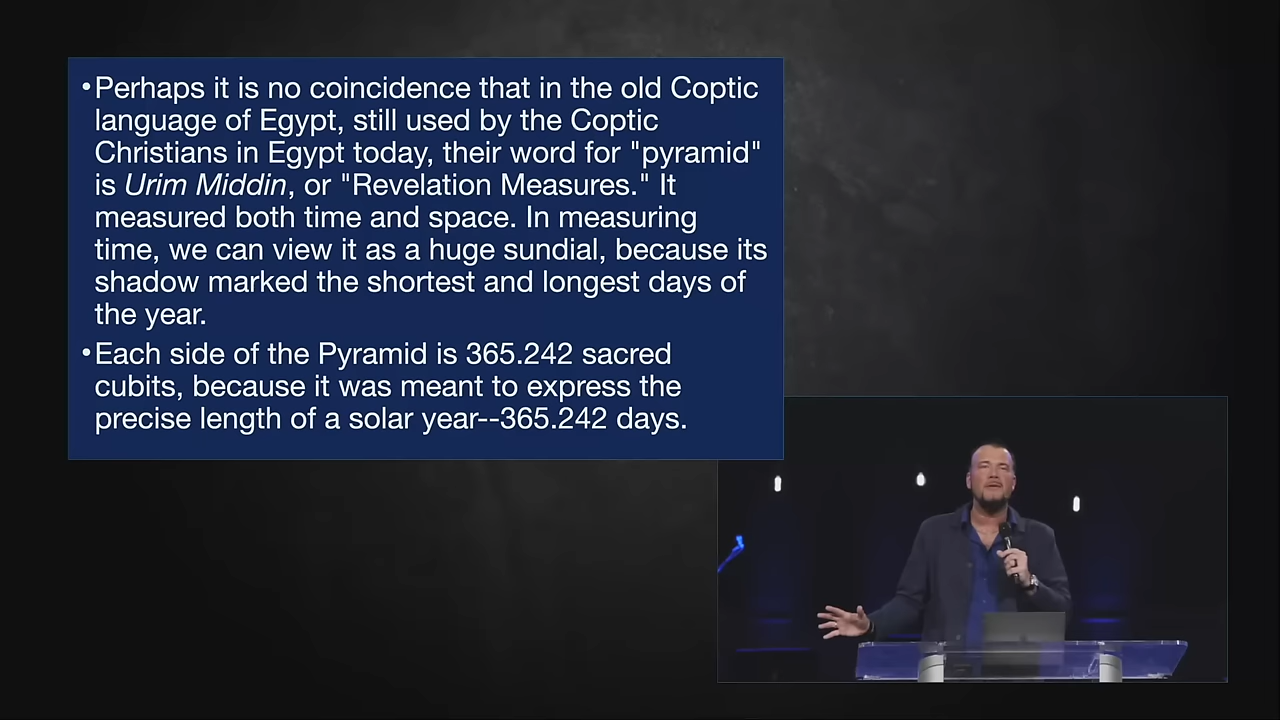 •Perhaps it is no coincidence that in the old Coptic
language of Egypt, still used by the Coptic
Christians in Egypt today, their word for "pyramid"
is Urim Middin, or "Revelation Measures." It
measured both time and space. In measuring
time, we can view it as a huge sundial, because its
shadow marked the shortest and longest days of
the year.
•Each side of the Pyramid is 365.242 sacred
cubits, because it was meant to express the
precise length of a solar year--365.242 days.